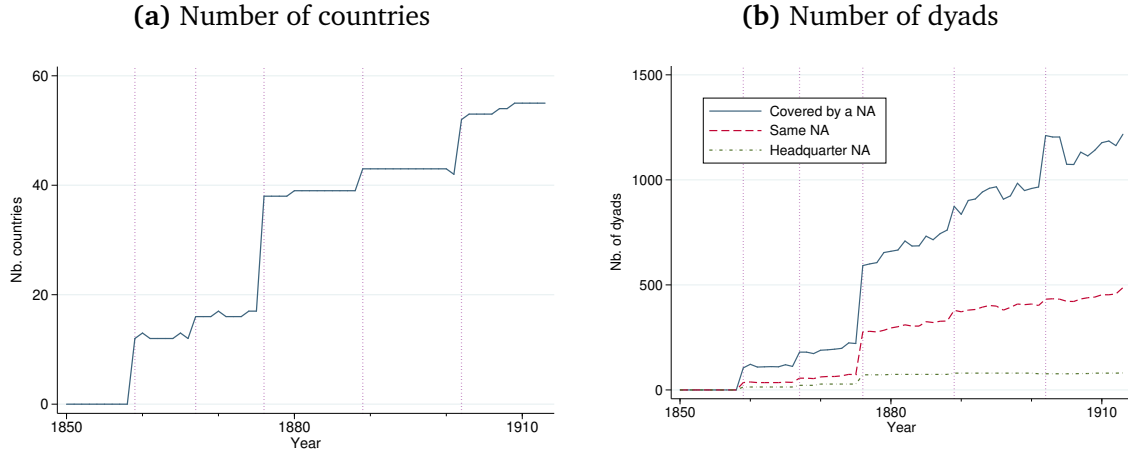 (a) Number of countries
60
40
20
0
Nb. countries
1850
1880
1910
Year
(b) Number of dyads
1500
1000
500
0
Nb. of dyads
Covered by a NA
Same NA
Headquarter NA
1850
1880
1910
Year